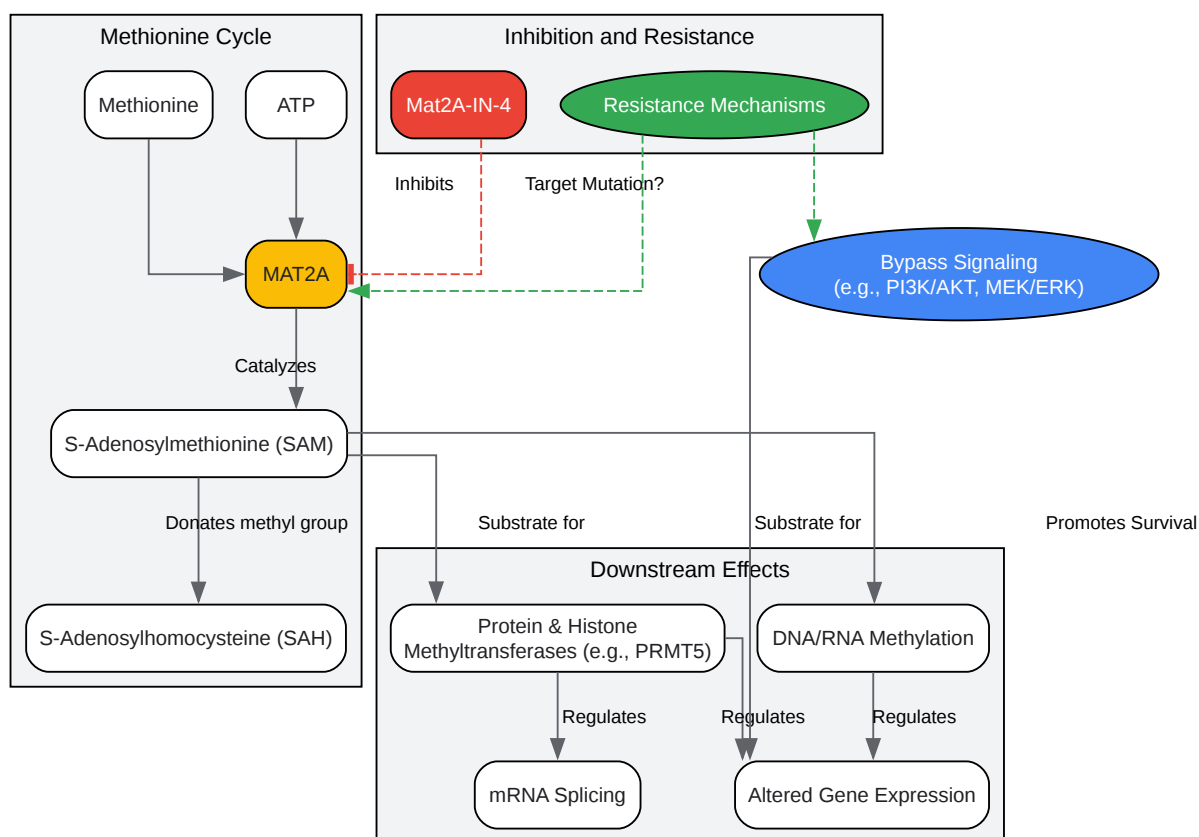 Methionine Cycle
Inhibition and Resistance
Methionine
ATP
Mat2A-IN-4
Resistance Mechanisms
Inhibits
Target Mutation?
MAT2A
Bypass Signaling
(e.g., PI3K/AKT, MEK/ERK)
Catalyzes
S-Adenosylmethionine (SAM)
Donates methyl group
Substrate for
Substrate for
Promotes Survival
Downstream Effects
S-Adenosylhomocysteine (SAH)
Protein & Histone
Methyltransferases (e.g., PRMT5)
DNA/RNA Methylation
Regulates
Regulates
Regulates
mRNA Splicing
Altered Gene Expression